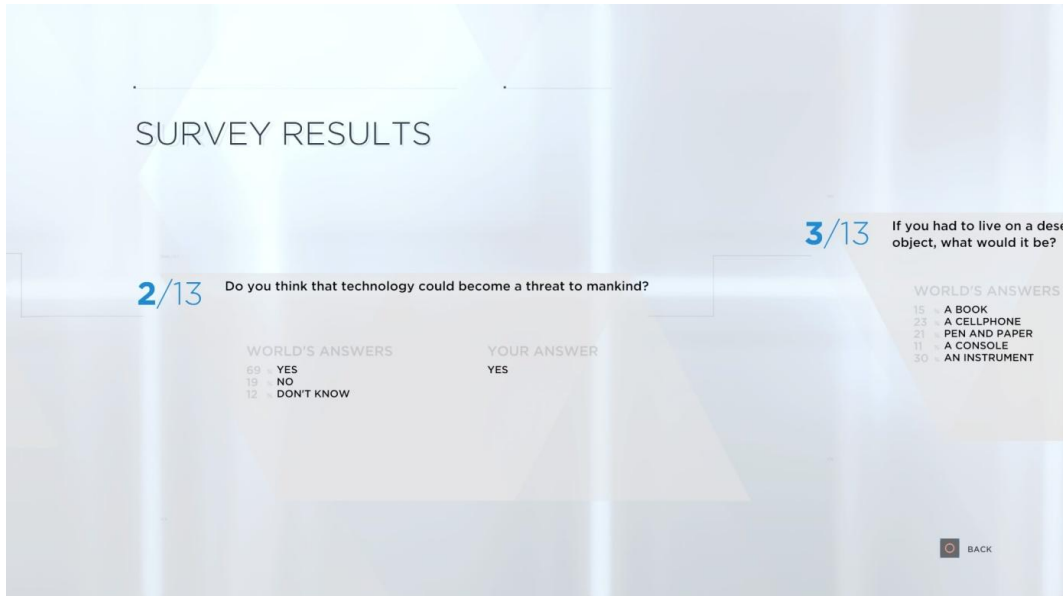 SURVEY RESULTS
2/13
Do you think that technology could become a threat to mankind?
WORLD'S ANSWERS
YOUR ANSWER
69 % YES
YES
19 % NO
12 % DON'T KNOW
3/13
If you had to live on a dese
object, what would it be?
WORLD'S ANSWERS
15 % A BOOK
23 % A CELLPHONE
21 % PEN AND PAPER
11 % A CONSOLE
30 % AN INSTRUMENT
BACK